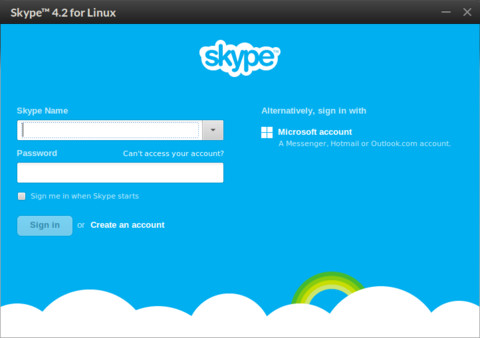 Skype™ 4.2 for Linux
skype™
Skype Name
Password
Can't access your account?
Sign me in when Skype starts
Sign in or Create an account
Alternatively, sign in with
Microsoft account
A Messenger, Hotmail or Outlook.com account.